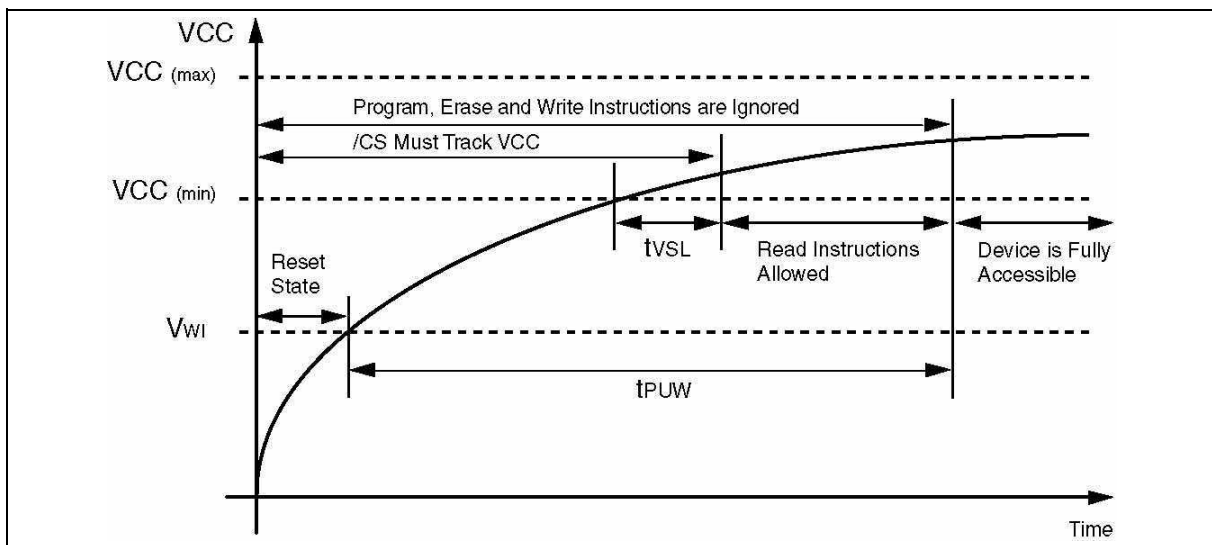 VCC
VCC (max)
Program, Erase and Write Instructions are Ignored
/CS Must Track VCC
VCC (min)
tVSL
Read Instructions
Allowed
Device is Fully
Accessible
Reset
State
VWI
tPUW
Time